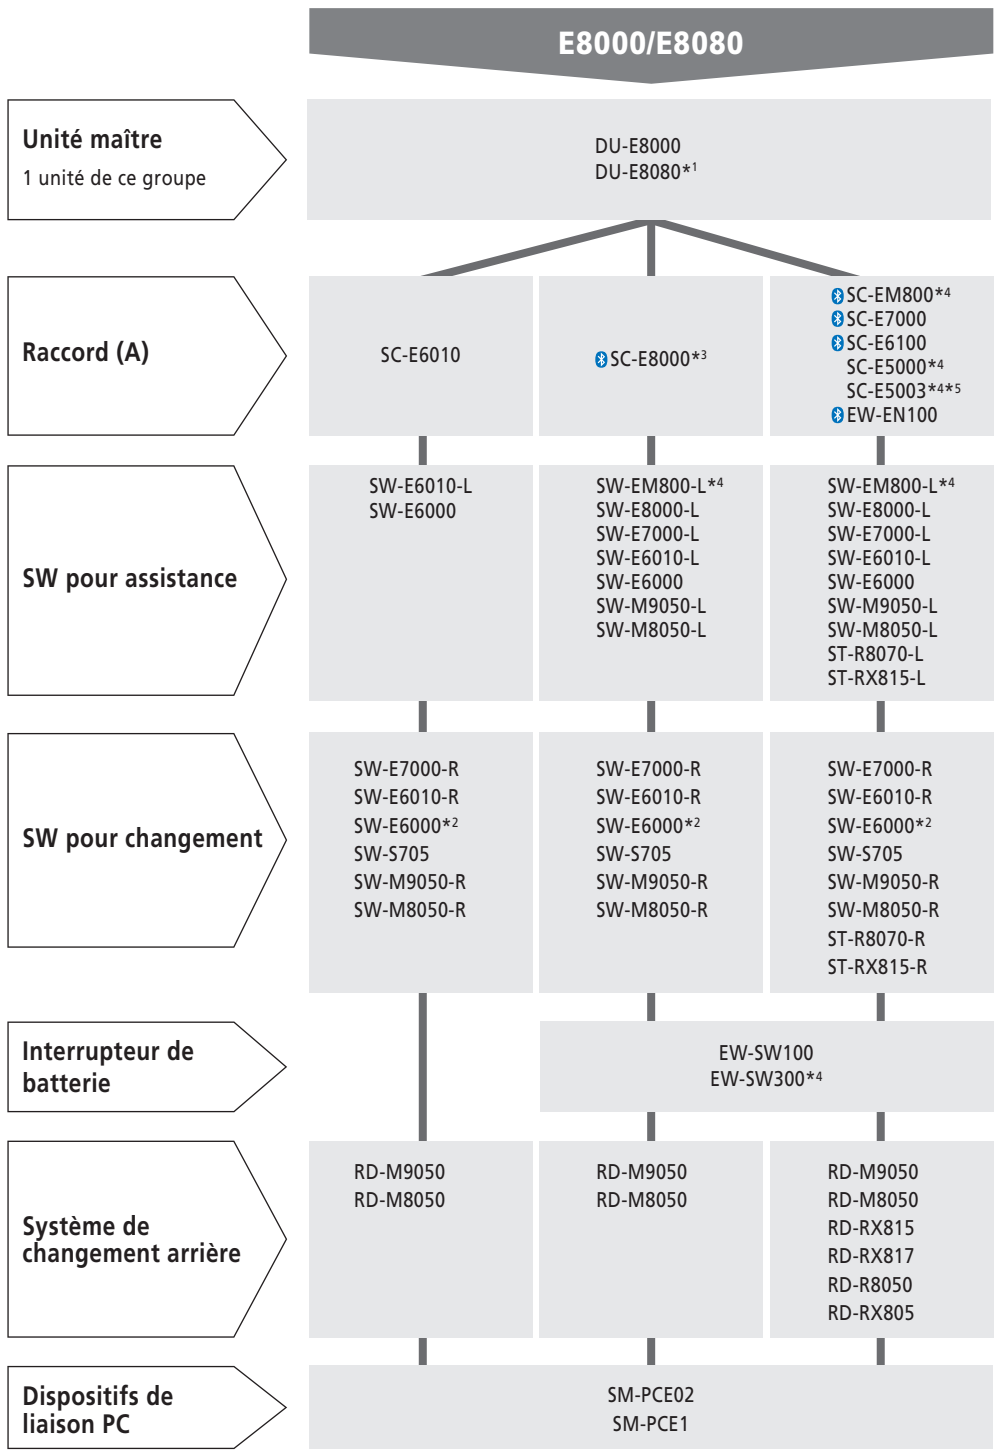 E8000/E8080
Unité maître
1 unité de ce groupe
DU-E8000
DU-E8080*1
Raccord (A)
SC-E6010
SC-E8000*3
SC-EM800*4
SC-E7000
SC-E6100
SC-E5000*4
SC-E5003*4*5
EW-EN100
SW pour assistance
SW-E6010-L
SW-E6000
SW-EM800-L*4
SW-E8000-L
SW-E7000-L
SW-E6010-L
SW-E6000
SW-M9050-L
SW-M8050-L
SW-EM800-L*4
SW-E8000-L
SW-E7000-L
SW-E6010-L
SW-E6000
SW-M9050-L
SW-M8050-L
ST-R8070-L
ST-RX815-L
SW pour changement
SW-E7000-R
SW-E6010-R
SW-E6000*2
SW-S705
SW-M9050-R
SW-M8050-R
SW-E7000-R
SW-E6010-R
SW-E6000*2
SW-S705
SW-M9050-R
SW-M8050-R
SW-E7000-R
SW-E6010-R
SW-E6000*2
SW-S705
SW-M9050-R
SW-M8050-R
ST-R8070-R
ST-RX815-R
Interrupteur de
batterie
EW-SW100
EW-SW300*4
Système de
changement arrière
RD-M9050
RD-M8050
RD-M9050
RD-M8050
RD-M9050
RD-M8050
RD-RX815
RD-RX817
RD-R8050
RD-RX805
Dispositifs de
liaison PC
SM-PCE02
SM-PCE1